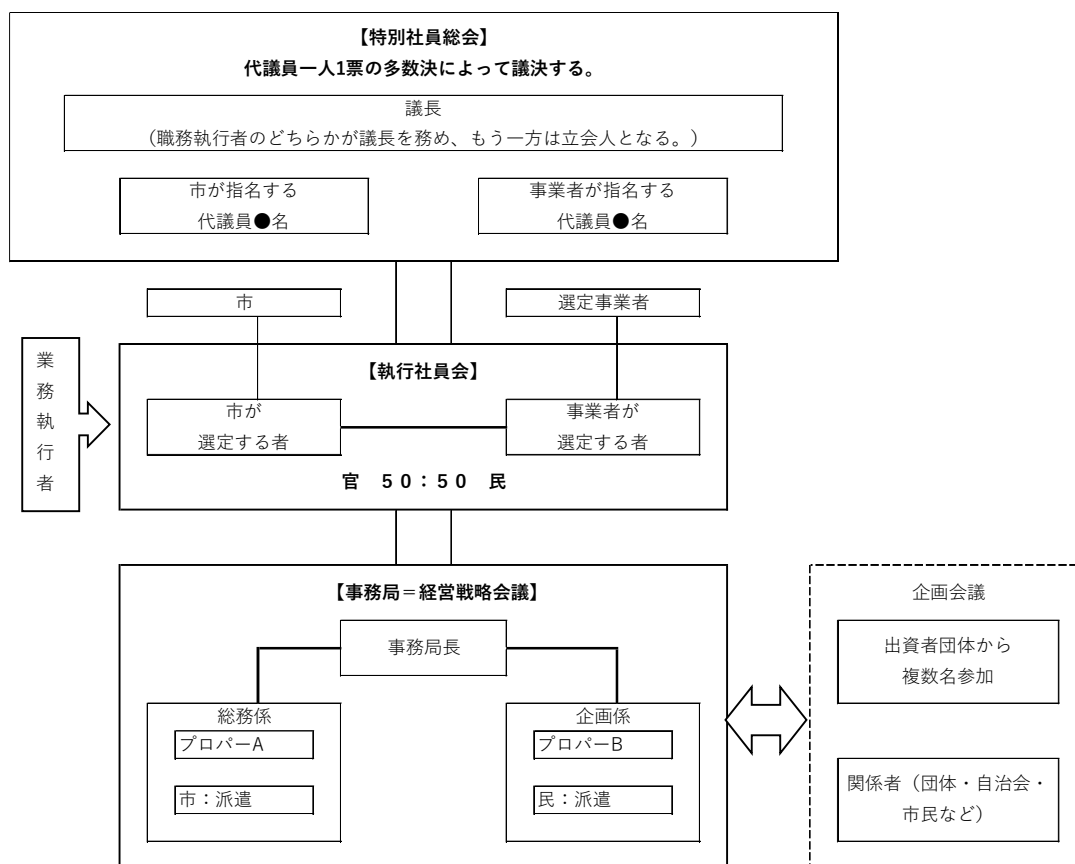 【特別社員総会】
代議員一人1票の多数決によって議決する。
議長
（職務執行者のどちらかが議長を務め、もう一方は立会人となる。）
市が指名する
代議員●名
事業者が指名する
代議員●名
市
選定事業者
業
務
執
行
者
【執行社員会】
市が
選定する者
事業者が
選定する者
官　５０：５０　民
【事務局＝経営戦略会議】
事務局長
総務係
プロパーA
市：派遣
企画係
プロパーB
民：派遣
企画会議
出資者団体から
複数名参加
関係者（団体・自治会・
市民など）